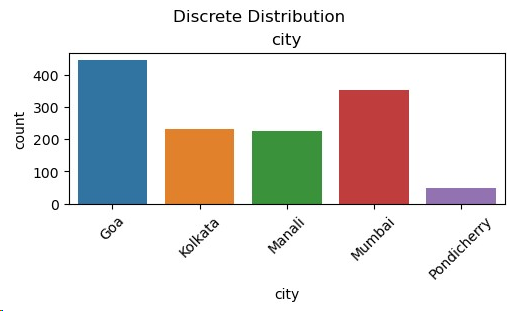 Discrete Distribution
city
count
400
300
200
100
0
Goa
Kolkata
Manali
Mumbai
Pondicherry
city